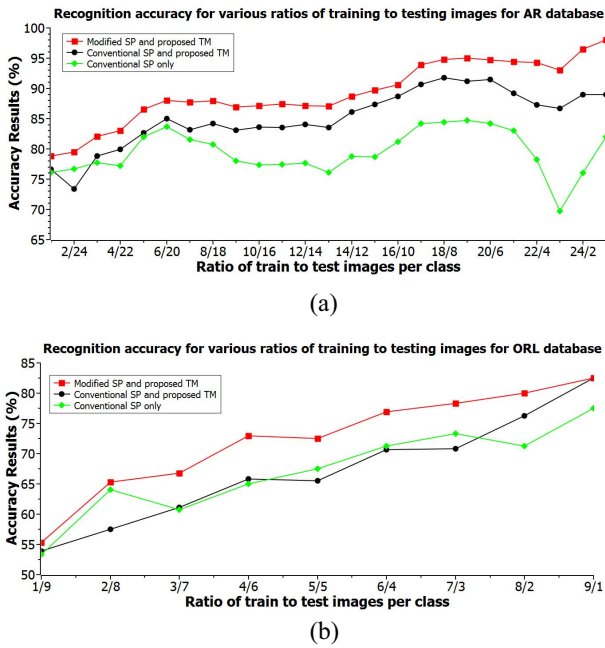 Recognition accuracy for various ratios of training to testing images for AR database
Accuracy Results (%)
100
95
90
85
80
75
70
65
Modified SP and proposed TM
Conventional SP and proposed TM
Conventional SP only
2/24 4/22 6/20 8/18 10/16 12/14 14/12 16/10 18/8 20/6 22/4 24/2
Ratio of train to test images per class
(a)
Recognition accuracy for various ratios of training to testing images for ORL database
Accuracy Results (%)
85
80
75
70
65
60
55
50
Modified SP and proposed TM
Conventional SP and proposed TM
Conventional SP only
1/9 2/8 3/7 4/6 5/5 6/4 7/3 8/2 9/1
Ratio of train to test images per class
(b)